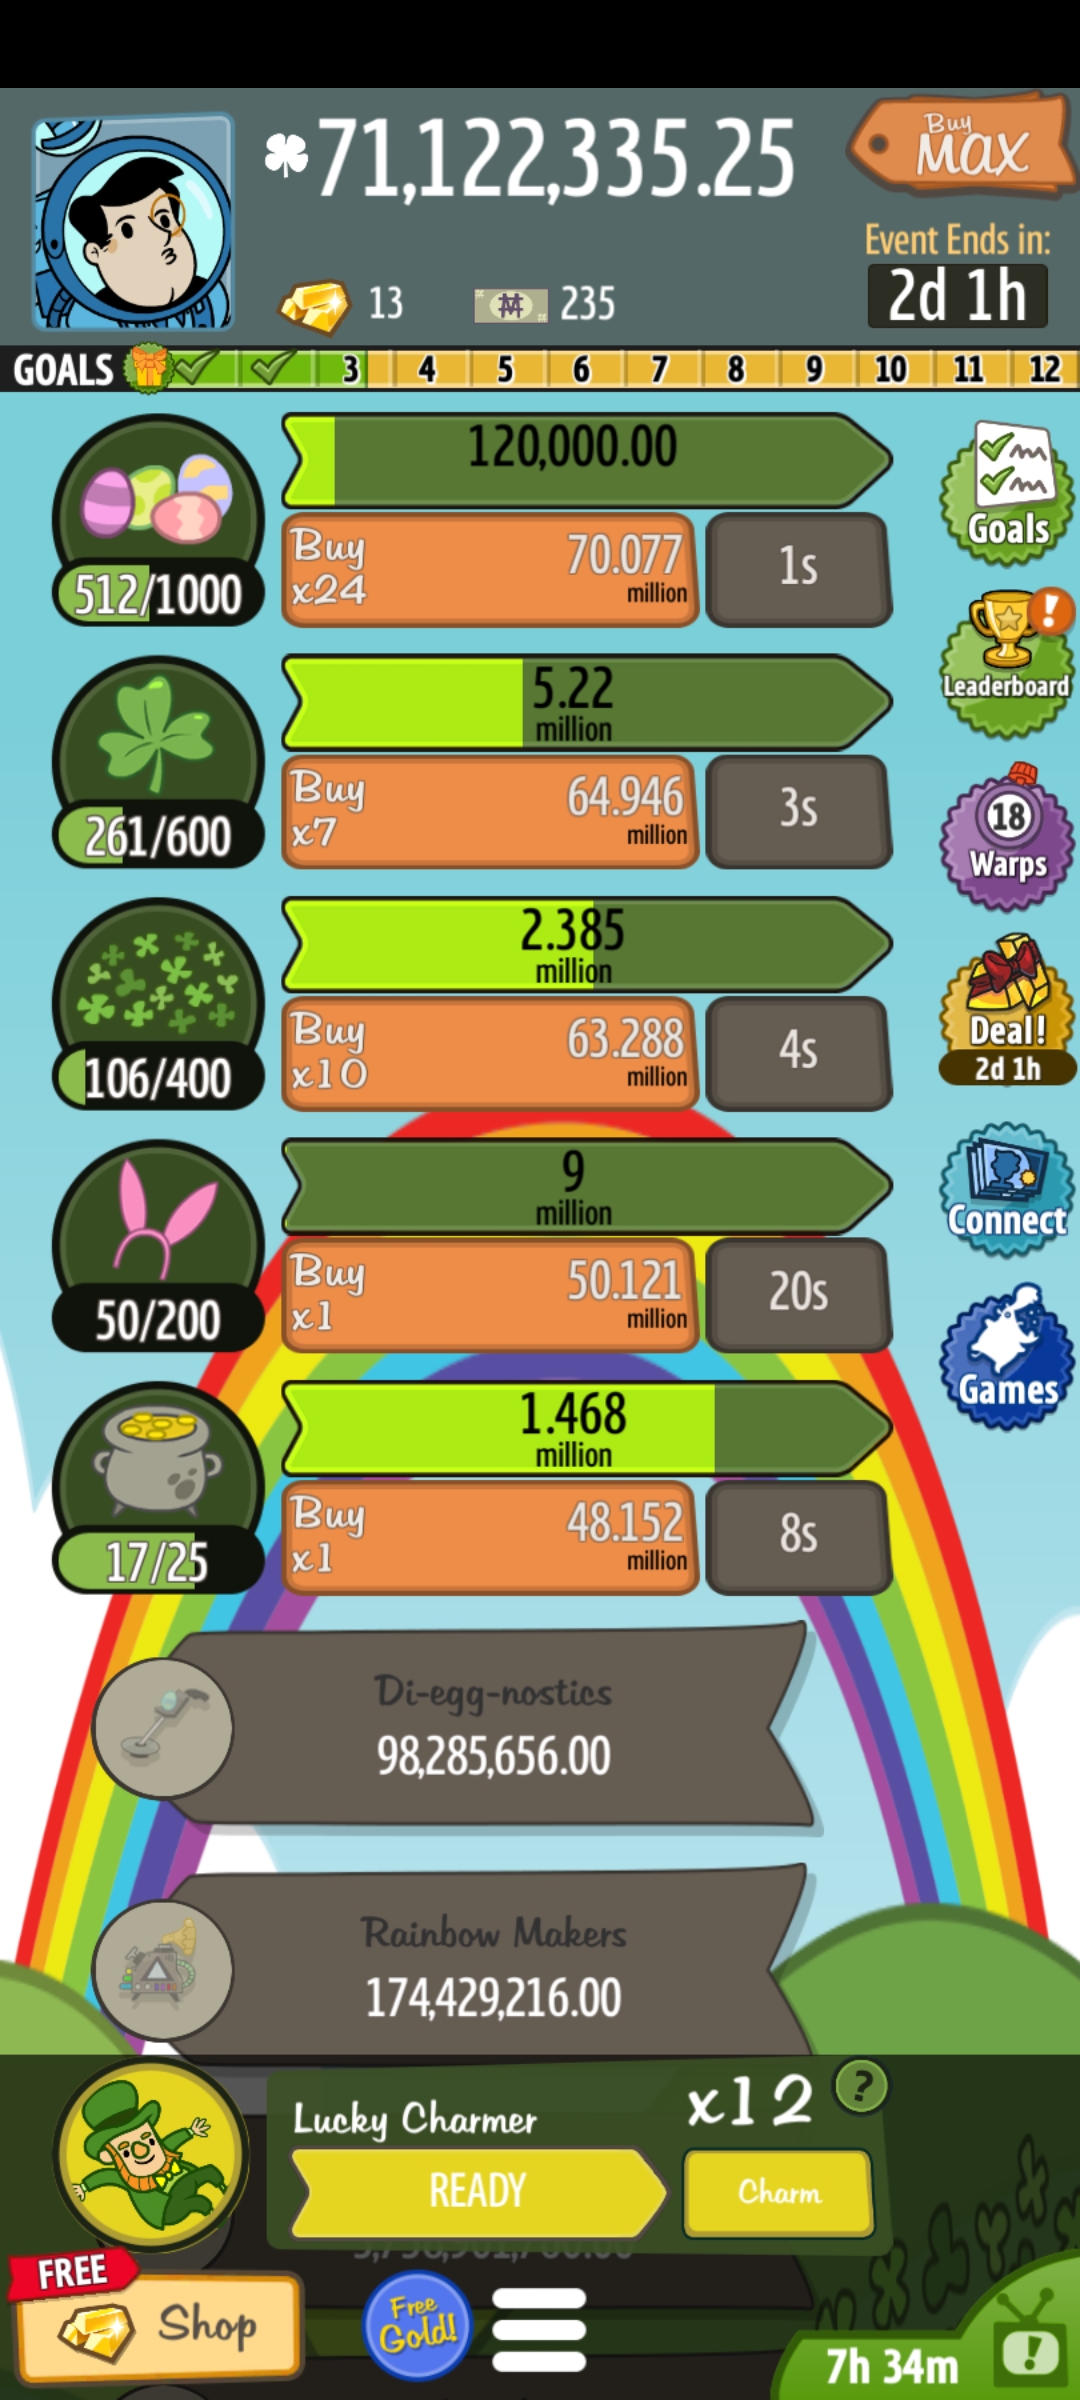 71,122,335.25
Buy
MAX
13
235
Event Ends in:
2d 1h
GOALS 3 4 5 6 7 8 9 10 11 12
120,000.00
512/1000
Buy
x24
70.077
million
1s
Goals
5.22
million
261/600
Buy
x7
64.946
million
3s
!
Leaderboard
18
Warps
2.385
million
106/400
Buy
x10
63.288
million
4s
Deal!
2d 1h
9
million
50/200
Buy
x1
50.121
million
20s
Connect
Games
1.468
million
17/25
Buy
x1
48.152
million
8s
Di-egg-nostics
98,285,656.00
Rainbow Makers
174,429,216.00
Lucky Charmer
x12
?
READY
Charm
FREE
Shop
Free
Gold!
7h 34m
!